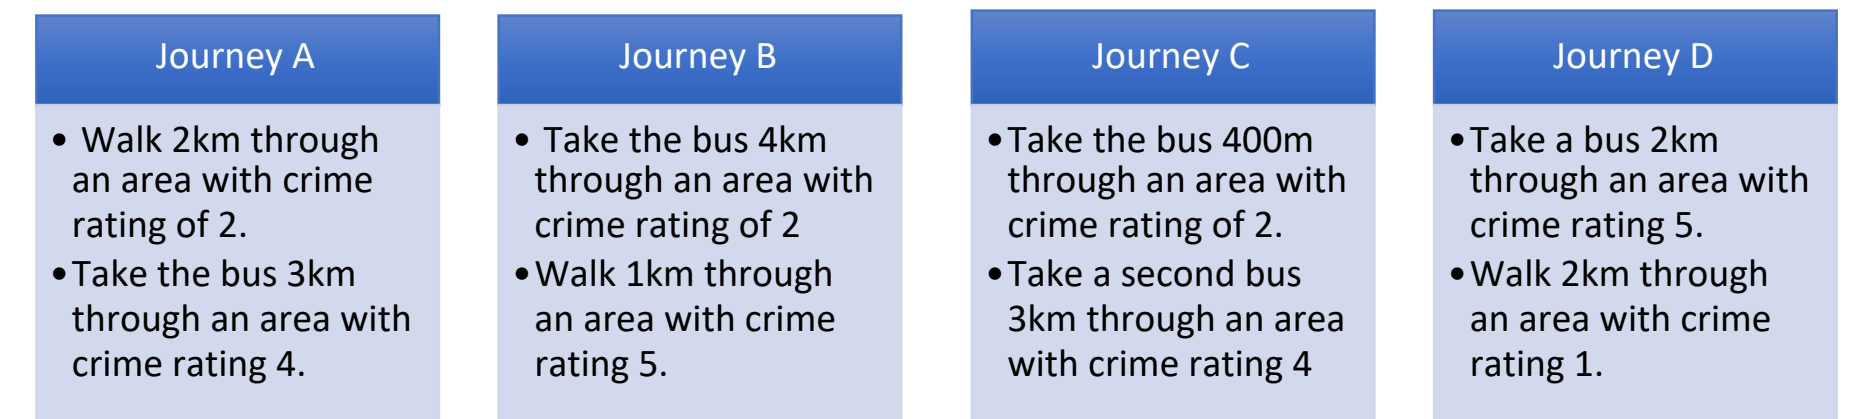 Journey A
• Walk 2km through
an area with crime
rating of 2.
•Take the bus 3km
through an area with
crime rating 4.
Journey B
• Take the bus 4km
through an area with
crime rating of 2
•Walk 1km through
an area with crime
rating 5.
Journey C
•Take the bus 400m
through an area with
crime rating of 2.
•Take a second bus
3km through an area
with crime rating 4
Journey D
•Take a bus 2km
through an area with
crime rating 5.
•Walk 2km through
an area with crime
rating 1.